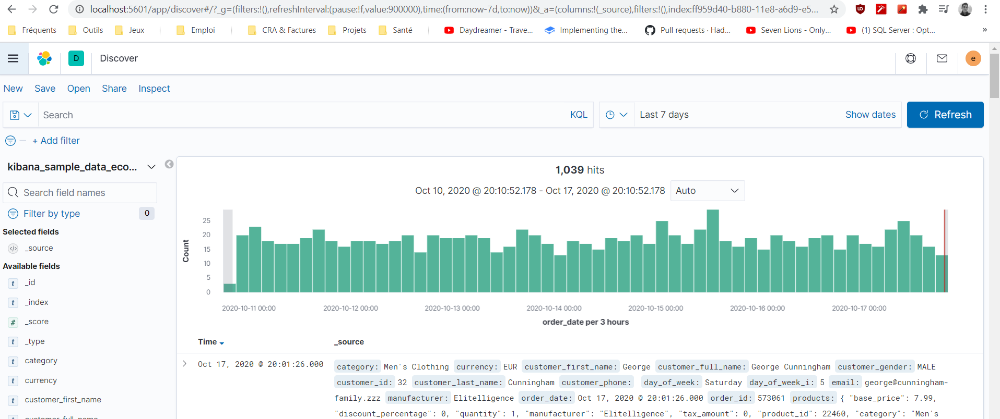 localhost:5601/app/discover#/?_g=(filters:!(),refreshInterval:(pause:!f,value:900000),time:(from:now-7d,to:now))&_a=(columns:!(_source),filters:!(),index:ff959d40-b880-11e8-a6d9-e5...
Fréquents Outils Jeux Emploi CRA & Factures Projets Santé Daydreamer - Trave... Implementing the... Pull requests · Had... Seven Lions - Only... (1) SQL Server : Opt... »
D Discover e
New Save Open Share Inspect
Search KQL Last 7 days Show dates Refresh
+ Add filter
kibana_sample_data_eco...
Search field names
Filter by type 0
Selected fields
_source
Available fields
t _id
t _index
# _score
t _type
t category
t currency
t customer_first_name
customer_full_name
1,039 hits
Oct 10, 2020 @ 20:10:52.178 - Oct 17, 2020 @ 20:10:52.178 Auto
Count
25
20
15
10
5
0
2020-10-11 00:00 2020-10-12 00:00 2020-10-13 00:00 2020-10-14 00:00 2020-10-15 00:00 2020-10-16 00:00 2020-10-17 00:00
order_date per 3 hours
Time _source
Oct 17, 2020 @ 20:01:26.000 category: Men's Clothing currency: EUR customer_first_name: George customer_full_name: George Cunningham customer_gender: MALE
customer_id: 32 customer_last_name: Cunningham customer_phone: day_of_week: Saturday day_of_week_i: 5 email: george@cunningham-
family.zzz manufacturer: Elitelligence order_date: Oct 17, 2020 @ 20:01:26.000 order_id: 573061 products: { "base_price": 7.99,
"discount_percentage": 0, "quantity": 1, "manufacturer": "Elitelligence", "tax_amount": 0, "product_id": 22460, "category": "Men's